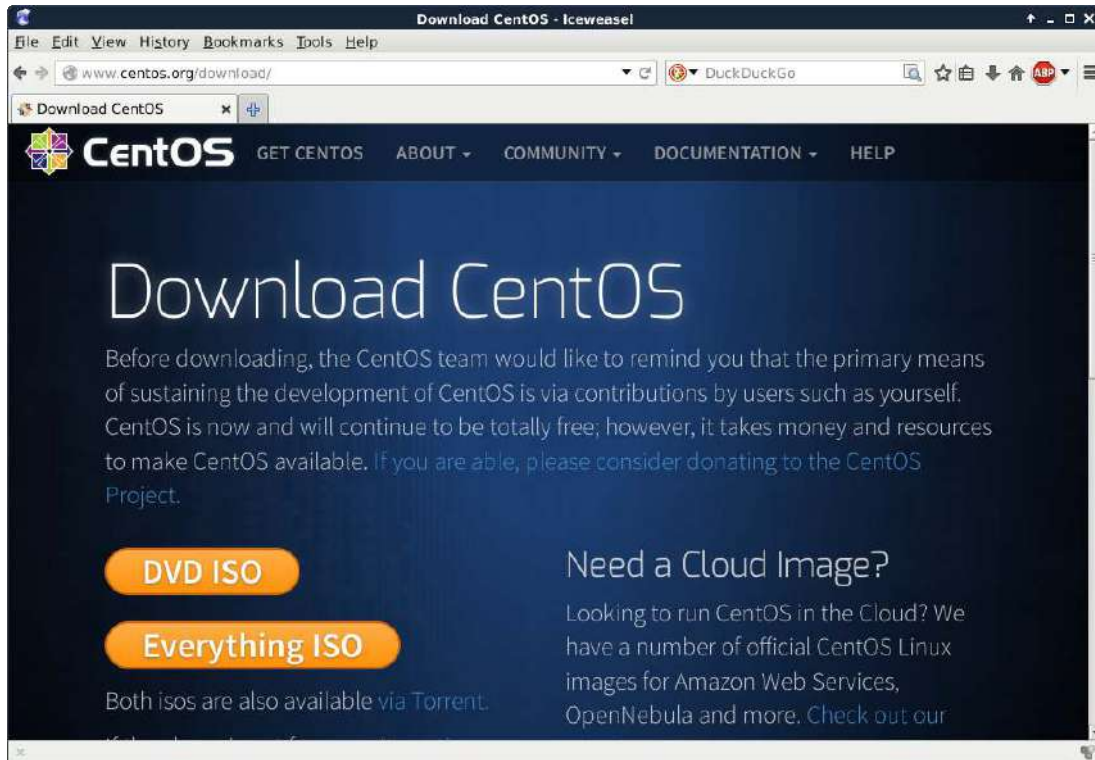 Download CentOS - Iceweasel
File Edit View History Bookmarks Tools Help
www.centos.org/download/
DuckDuckGo
ABP
Download CentOS
CentOS GET CENTOS ABOUT COMMUNITY DOCUMENTATION HELP
Download CentOS
Before downloading, the CentOS team would like to remind you that the primary means
of sustaining the development of CentOS is via contributions by users such as yourself.
CentOS is now and will continue to be totally free; however, it takes money and resources
to make CentOS available. If you are able, please consider donating to the CentOS
Project.
DVD ISO
Everything ISO
Both isos are also available via Torrent.
Need a Cloud Image?
Looking to run CentOS in the Cloud? We
have a number of official CentOS Linux
images for Amazon Web Services,
OpenNebula and more. Check out our